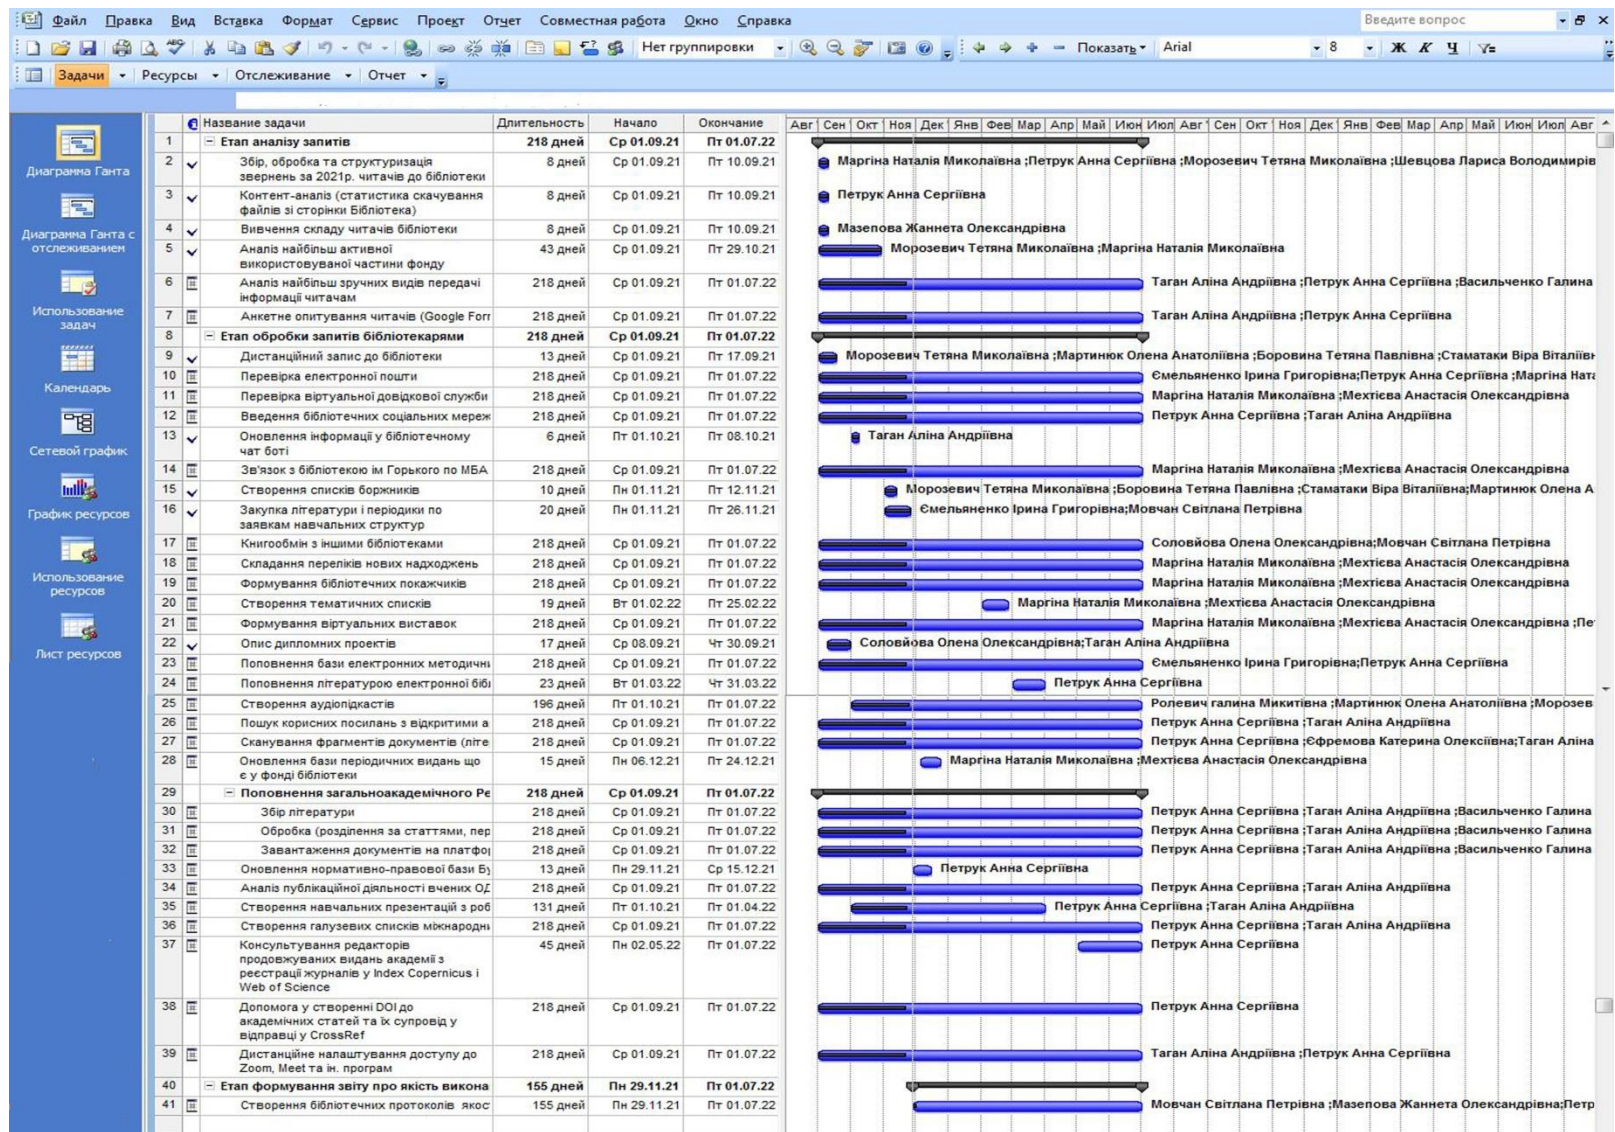 Файл Правка Вид Вставка Формат Сервис Проект Отчет Совместная работа Окно Справка Введите вопрос
Нет группировки Показать Arial 8 Ж К Ч
Задачи Ресурсы Отслеживание Отчет
Название задачи Длительность Начало Окончание Авг Сен Окт Ноя Дек Янв Фев Мар Апр Май Июн Июл Авг Сен Окт Ноя Дек Янв Фев Мар Апр Май Июн Июл Авг
Диаграмма Ганта
Диаграмма Ганта с
отслеживанием
Использование
задач
Календарь
Сетевой график
График ресурсов
Использование
ресурсов
Лист ресурсов
1 Етап аналізу запитів 218 дней Ср 01.09.21 Пт 01.07.22
2 Збір, обробка та структуризація 8 дней Ср 01.09.21 Пт 10.09.21 Маргіна Наталія Миколаївна ;Петрук Анна Сергіївна ;Морозевич Тетяна Миколаївна ;Шевцова Лариса Володимирів
звернень за 2021р. читачів до бібліотеки
3 Контент-аналіз (статистика скачування 8 дней Ср 01.09.21 Пт 10.09.21 Петрук Анна Сергіївна
файлів зі сторінки Бібліотека)
4 Вивчення складу читачів бібліотеки 8 дней Ср 01.09.21 Пт 10.09.21 Мазепова Жаннета Олександрівна
5 Аналіз найбільш активної 43 дней Ср 01.09.21 Пт 29.10.21 Морозевич Тетяна Миколаївна ;Маргіна Наталія Миколаївна
використовуваної частини фонду
6 Аналіз найбільш зручних видів передачі 218 дней Ср 01.09.21 Пт 01.07.22 Таган Аліна Андріївна ;Петрук Анна Сергіївна ;Васильченко Галина
інформації читачам
7 Анкетне опитування читачів (Google Forr 218 дней Ср 01.09.21 Пт 01.07.22 Таган Аліна Андріївна ;Петрук Анна Сергіївна
8 Етап обробки запитів бібліотекарями 218 дней Ср 01.09.21 Пт 01.07.22
9 Дистанційний запис до бібліотеки 13 дней Ср 01.09.21 Пт 17.09.21 Морозевич Тетяна Миколаївна ;Мартинюк Олена Анатоліївна ;Боровина Тетяна Павлівна ;Стаматаки Віра Віталіївн
10 Перевірка електронної пошти 218 дней Ср 01.09.21 Пт 01.07.22 Ємельяненко Ірина Григорівна;Петрук Анна Сергіївна ;Маргіна Ната
11 Перевірка віртуальної довідкової служби 218 дней Ср 01.09.21 Пт 01.07.22 Маргіна Наталія Миколаївна ;Мехтієва Анастасія Олександрівна
12 Введення бібліотечних соціальних мереж 218 дней Ср 01.09.21 Пт 01.07.22 Петрук Анна Сергіївна ;Таган Аліна Андріївна
13 Оновлення інформації у бібліотечному 6 дней Пт 01.10.21 Пт 08.10.21 Таган Аліна Андріївна
чат боті
14 Зв'язок з бібліотекою ім Горького по МБА 218 дней Ср 01.09.21 Пт 01.07.22 Маргіна Наталія Миколаївна ;Мехтієва Анастасія Олександрівна
15 Створення списків боржників 10 дней Пн 01.11.21 Пт 12.11.21 Морозевич Тетяна Миколаївна ;Боровина Тетяна Павлівна ;Стаматаки Віра Віталіївна;Мартинюк Олена А
16 Закупка літератури і періодики по 20 дней Пн 01.11.21 Пт 26.11.21 Ємельяненко Ірина Григорівна;Мовчан Світлана Петрівна
заявкам навчальних структур
17 Книгообмін з іншими бібліотеками 218 дней Ср 01.09.21 Пт 01.07.22 Соловйова Олена Олександрівна;Мовчан Світлана Петрівна
18 Складання переліків нових надходжень 218 дней Ср 01.09.21 Пт 01.07.22 Маргіна Наталія Миколаївна ;Мехтієва Анастасія Олександрівна
19 Формування бібліотечних покажчиків 218 дней Ср 01.09.21 Пт 01.07.22 Маргіна Наталія Миколаївна ;Мехтієва Анастасія Олександрівна
20 Створення тематичних списків 19 дней Вт 01.02.22 Пт 25.02.22 Маргіна Наталія Миколаївна ;Мехтієва Анастасія Олександрівна
21 Формування віртуальних виставок 218 дней Ср 01.09.21 Пт 01.07.22 Маргіна Наталія Миколаївна ;Мехтієва Анастасія Олександрівна ;Пе
22 Опис дипломних проектів 17 дней Ср 08.09.21 Чт 30.09.21 Соловйова Олена Олександрівна;Таган Аліна Андріївна
23 Поповнення бази електронних методични 218 дней Ср 01.09.21 Пт 01.07.22 Ємельяненко Ірина Григорівна;Петрук Анна Сергіївна
24 Поповнення літературою електронної біб 23 дней Вт 01.03.22 Чт 31.03.22 Петрук Анна Сергіївна
25 Створення аудіопідкастів 196 дней Пт 01.10.21 Пт 01.07.22 Ролевич галина Микитівна ;Мартинюк Олена Анатоліївна ;Морозев
26 Пошук корисних посилань з відкритими а 218 дней Ср 01.09.21 Пт 01.07.22 Петрук Анна Сергіївна ;Таган Аліна Андріївна
27 Сканування фрагментів документів (літе 218 дней Ср 01.09.21 Пт 01.07.22 Петрук Анна Сергіївна ;Єфремова Катерина Олексіївна;Таган Аліна
28 Оновлення бази періодичних видань що 15 дней Пн 06.12.21 Пт 24.12.21 Маргіна Наталія Миколаївна ;Мехтієва Анастасія Олександрівна
є у фонді бібліотеки
29 Поповнення загальноакадемічного Ре 218 дней Ср 01.09.21 Пт 01.07.22
30 Збір літератури 218 дней Ср 01.09.21 Пт 01.07.22 Петрук Анна Сергіївна ;Таган Аліна Андріївна ;Васильченко Галина
31 Обробка (розділення за статтями, пер 218 дней Ср 01.09.21 Пт 01.07.22 Петрук Анна Сергіївна ;Таган Аліна Андріївна ;Васильченко Галина
32 Завантаження документів на платфор 218 дней Ср 01.09.21 Пт 01.07.22 Петрук Анна Сергіївна ;Таган Аліна Андріївна ;Васильченко Галина
33 Оновлення нормативно-правової бази Бу 13 дней Пн 29.11.21 Ср 15.12.21 Петрук Анна Сергіївна
34 Аналіз публікаційної діяльності вчених ОД 218 дней Ср 01.09.21 Пт 01.07.22 Петрук Анна Сергіївна ;Таган Аліна Андріївна
35 Створення навчальних презентацій з роб 131 дней Пт 01.10.21 Пт 01.04.22 Петрук Анна Сергіївна ;Таган Аліна Андріївна
36 Створення галузевих списків міжнародн 218 дней Ср 01.09.21 Пт 01.07.22 Петрук Анна Сергіївна ;Таган Аліна Андріївна
37 Консультування редакторів 45 дней Пн 02.05.22 Пт 01.07.22 Петрук Анна Сергіївна
продовжуваних видань академії з
реєстрації журналів у Index Copernicus і
Web of Science
38 Допомога у створенні DOI до 218 дней Ср 01.09.21 Пт 01.07.22 Петрук Анна Сергіївна
академічних статей та їх супровід у
відправці у CrossRef
39 Дистанційне налаштування доступу до 218 дней Ср 01.09.21 Пт 01.07.22 Таган Аліна Андріївна ;Петрук Анна Сергіївна
Zoom, Meet та ін. програм
40 Етап формування звіту про якість викона 155 дней Пн 29.11.21 Пт 01.07.22
41 Створення бібліотечних протоколів якос 155 дней Пн 29.11.21 Пт 01.07.22 Мовчан Світлана Петрівна ;Мазепова Жаннета Олександрівна;Петр